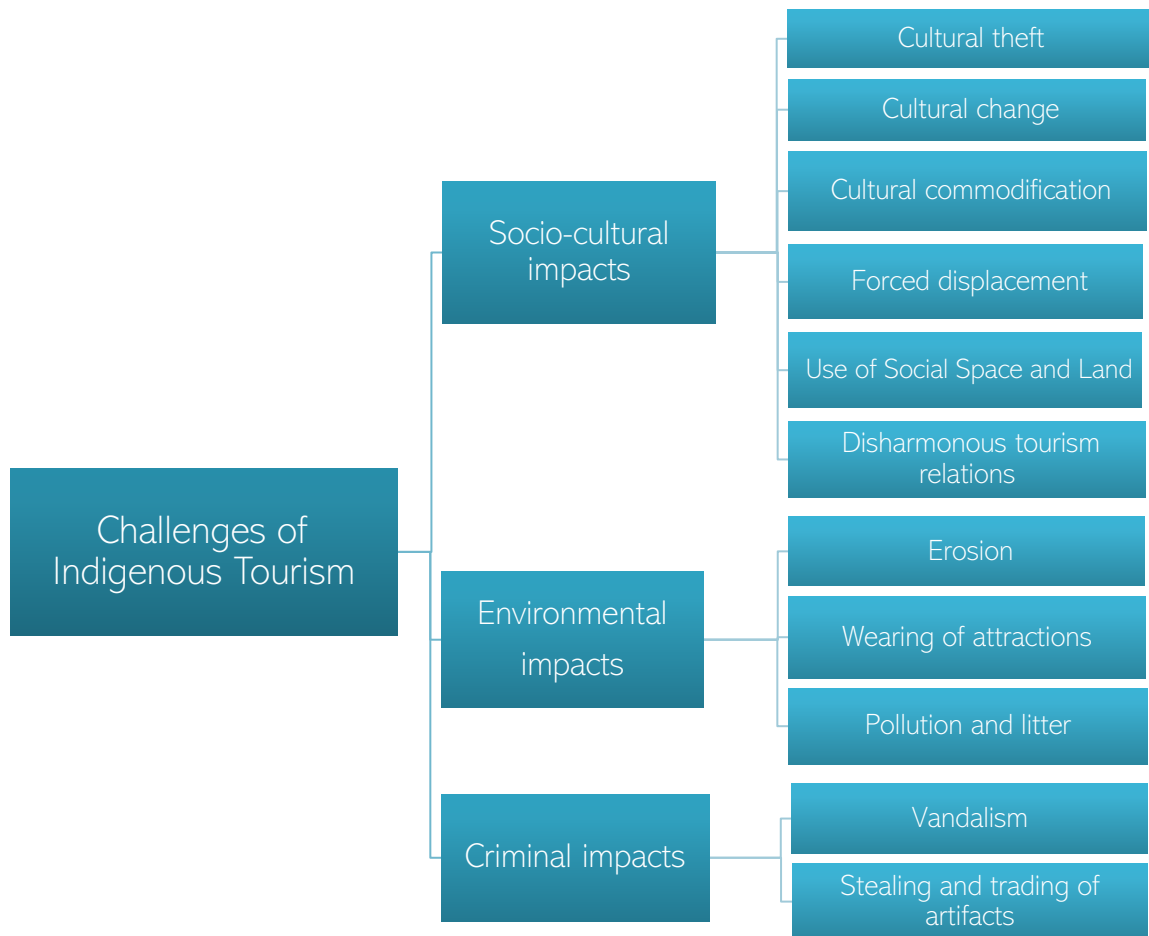 Challenges of
Indigenous Tourism
Socio-cultural
impacts
Cultural theft
Cultural change
Cultural commodification
Forced displacement
Use of Social Space and Land
Disharmonous tourism
relations
Environmental
impacts
Erosion
Wearing of attractions
Pollution and litter
Criminal impacts
Vandalism
Stealing and trading of
artifacts